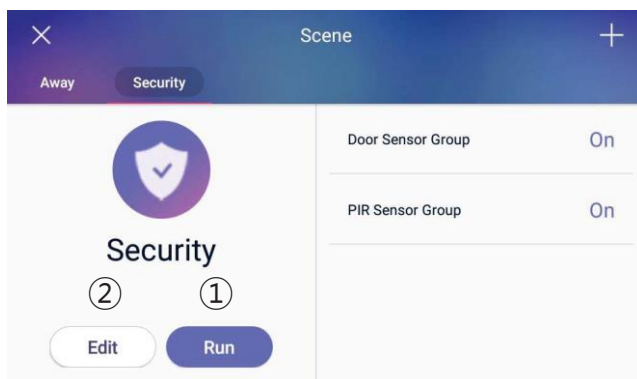 Scene
Away Security
Door Sensor Group On
PIR Sensor Group On
Security
② ①
Edit Run